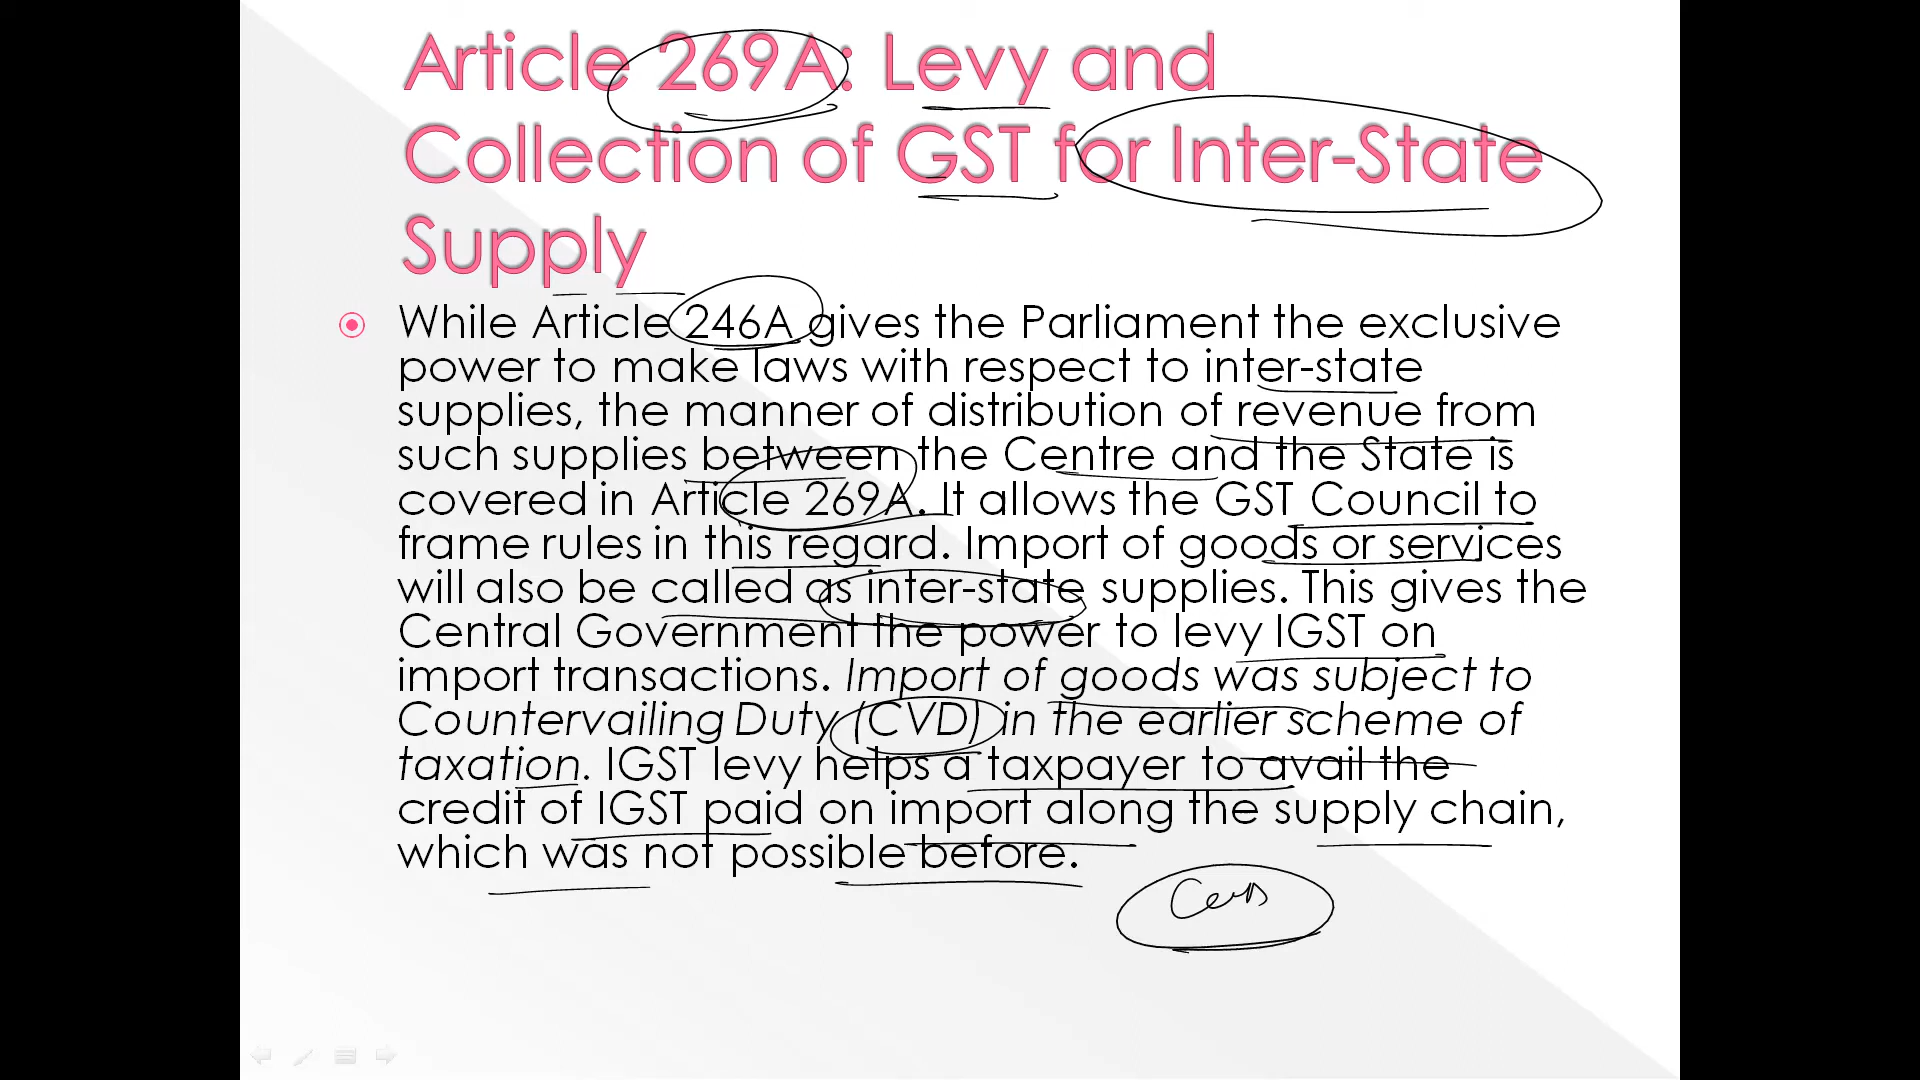 Article 269A: Levy and
Collection of GST for Inter-State
Supply
While Article 246A gives the Parliament the exclusive
power to make laws with respect to inter-state
supplies, the manner of distribution of revenue from
such supplies between the Centre and the State is
covered in Article 269A. It allows the GST Council to
frame rules in this regard. Import of goods or services
will also be called as inter-state supplies. This gives the
Central Government the power to levy IGST on
import transactions. Import of goods was subject to
Countervailing Duty (CVD) in the earlier scheme of
taxation. IGST levy helps a taxpayer to avail the
credit of IGST paid on import along the supply chain,
which was not possible before.